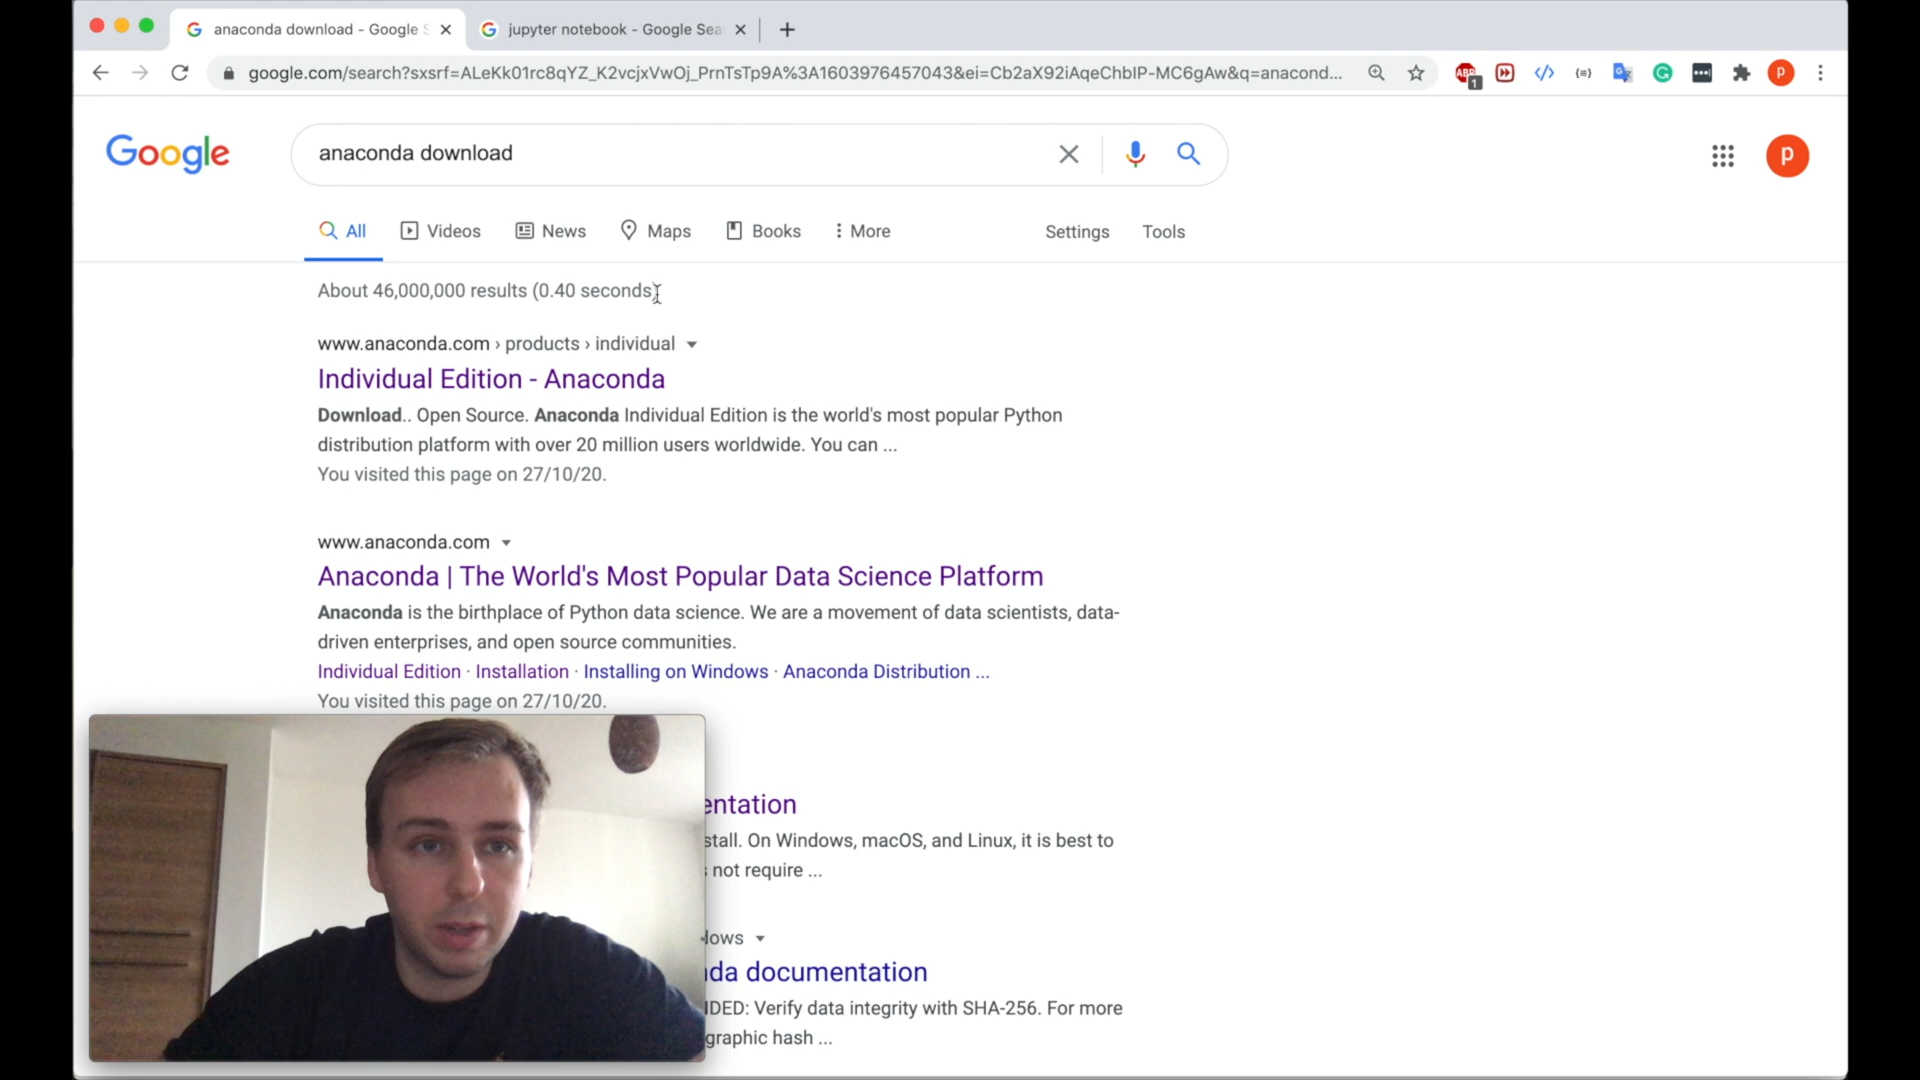 anaconda download - Google S
jupyter notebook - Google Sea
google.com/search?sxsrf=ALeKk01rc8qYZ_K2vcjxVwOj_PrnTsTp9A%3A1603976457043&ei=Cb2aX92iAqeChbIP-MC6gAw&q=anacond...
ABP
1
p
Google
anaconda download
p
All
Videos
News
Maps
Books
More
Settings
Tools
About 46,000,000 results (0.40 seconds)
www.anaconda.com › products › individual
Individual Edition - Anaconda
Download.. Open Source. Anaconda Individual Edition is the world's most popular Python
distribution platform with over 20 million users worldwide. You can ...
You visited this page on 27/10/20.
www.anaconda.com
Anaconda | The World's Most Popular Data Science Platform
Anaconda is the birthplace of Python data science. We are a movement of data scientists, data-
driven enterprises, and open source communities.
Individual Edition · Installation · Installing on Windows · Anaconda Distribution ...
You visited this page on 27/10/20.
entation
stall. On Windows, macOS, and Linux, it is best to
not require ...
dows
nda documentation
DED: Verify data integrity with SHA-256. For more
graphic hash ...